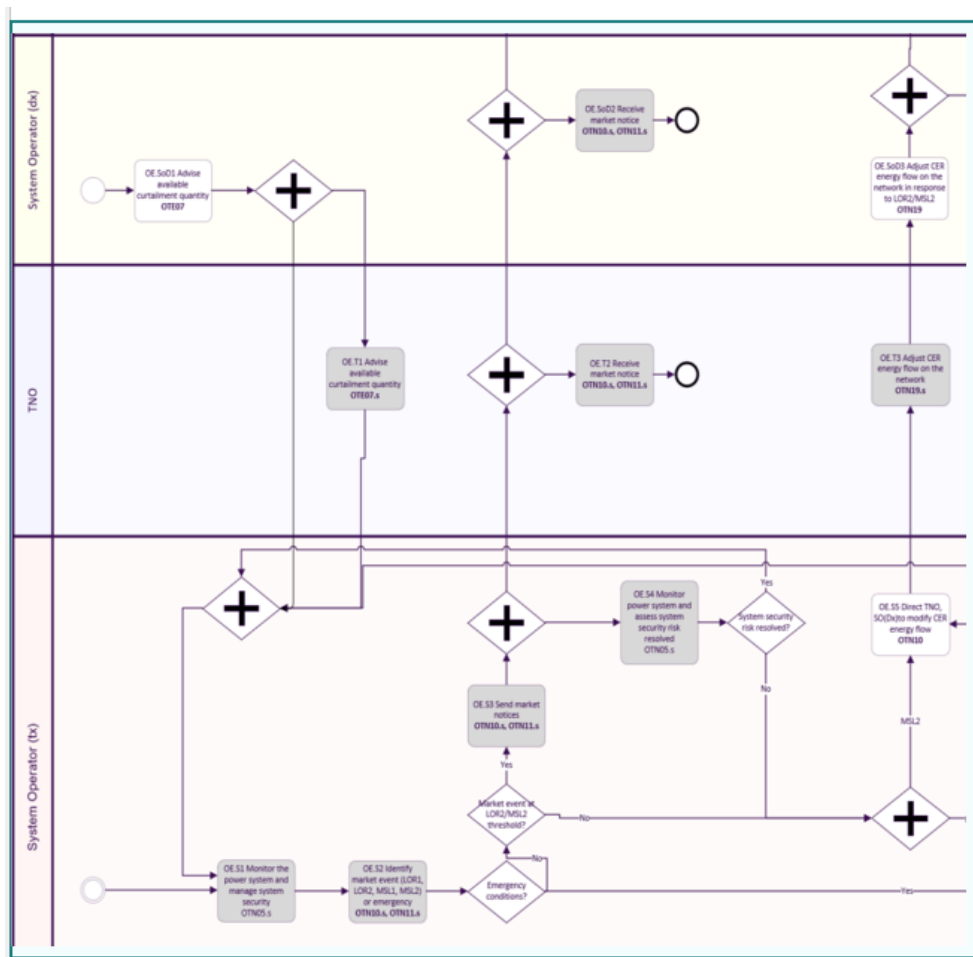 System Operator (dx)
OE.SoD1 Advise
available
curtailment quantity
OTE07
OE.SoD2 Receive
market notice
OTN10.s, OTN11.s
OE.SoD3 Adjust CER
energy flow on the
network in response
to LOR2/MSL2
OTN19
TNO
OE.T1 Advise
available
curtailment quantity
OTE07.s
OE.T2 Receive
market notice
OTN10.s, OTN11.s
OE.T3 Adjust CER
energy flow on the
network
OTN19.s
System Operator (tx)
OE.S4 Monitor
power system and
assess system
security risk
resolved
OTN05.s
Yes
System security
risk resolved?
No
OE.S5 Direct TNO,
SO(Dx)to modify CER
energy flow
OTN10
MSL2
OE.S3 Send market
notices
OTN10.s, OTN11.s
Yes
Market event at
LOR2/MSL2
threshold?
No
OE.S1 Monitor the
power system and
manage system
security
OTN05.s
OE.S2 Identify
market event (LOR1,
LOR2, MSL1, MSL2)
or emergency
OTN10.s, OTN11.s
No
Emergency
conditions?
Yes